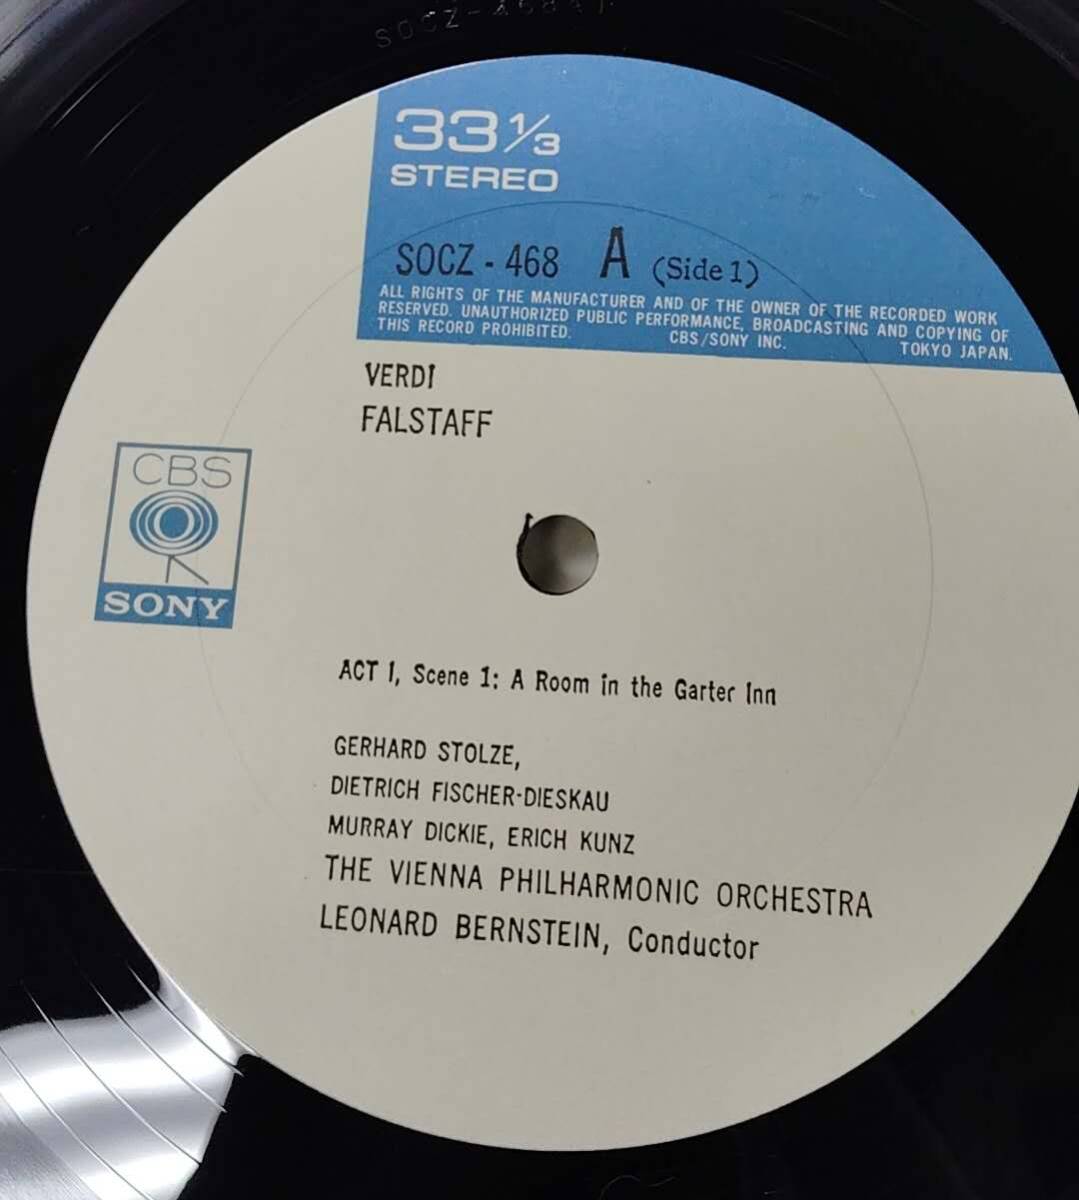 33 1/3
STEREO
SOCZ - 468 A (Side 1)
ALL RIGHTS OF THE MANUFACTURER AND OF THE OWNER OF THE RECORDED WORK
RESERVED. UNAUTHORIZED PUBLIC PERFORMANCE, BROADCASTING AND COPYING OF
THIS RECORD PROHIBITED. CBS/SONY INC. TOKYO JAPAN.
VERDI
FALSTAFF
CBS
SONY
ACT I, Scene 1: A Room in the Garter Inn
GERHARD STOLZE,
DIETRICH FISCHER-DIESKAU
MURRAY DICKIE, ERICH KUNZ
THE VIENNA PHILHARMONIC ORCHESTRA
LEONARD BERNSTEIN, Conductor